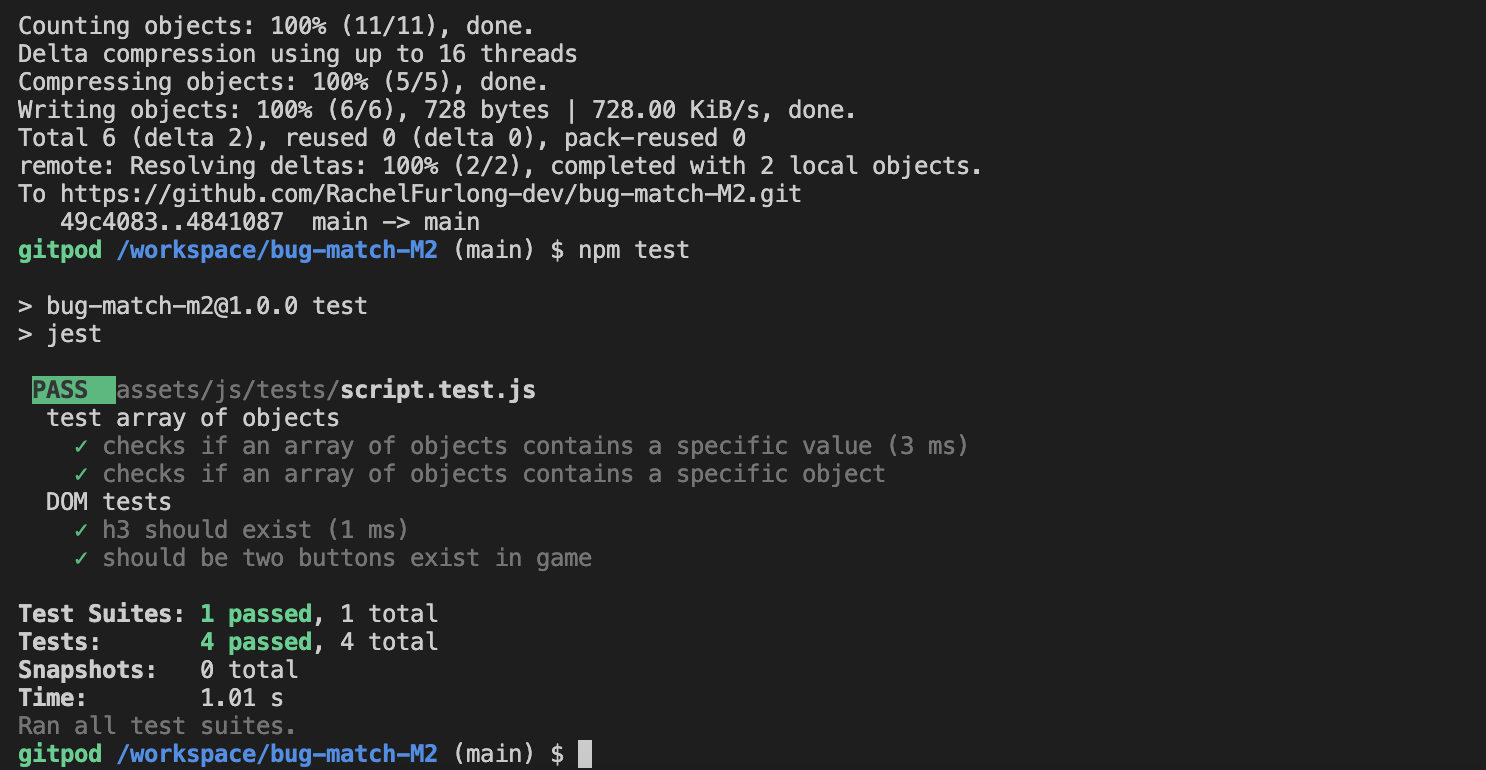 Counting objects: 100% (11/11), done.
Delta compression using up to 16 threads
Compressing objects: 100% (5/5), done.
Writing objects: 100% (6/6), 728 bytes | 728.00 KiB/s, done.
Total 6 (delta 2), reused 0 (delta 0), pack-reused 0
remote: Resolving deltas: 100% (2/2), completed with 2 local objects.
To https://github.com/RachelFurlong-dev/bug-match-M2.git
   49c4083..4841087  main -> main
gitpod /workspace/bug-match-M2 (main) $ npm test

> bug-match-m2@1.0.0 test
> jest

 PASS  assets/js/tests/script.test.js
  test array of objects
    ✓ checks if an array of objects contains a specific value (3 ms)
    ✓ checks if an array of objects contains a specific object
  DOM tests
    ✓ h3 should exist (1 ms)
    ✓ should be two buttons exist in game

Test Suites: 1 passed, 1 total
Tests:       4 passed, 4 total
Snapshots:   0 total
Time:        1.01 s
Ran all test suites.
gitpod /workspace/bug-match-M2 (main) $